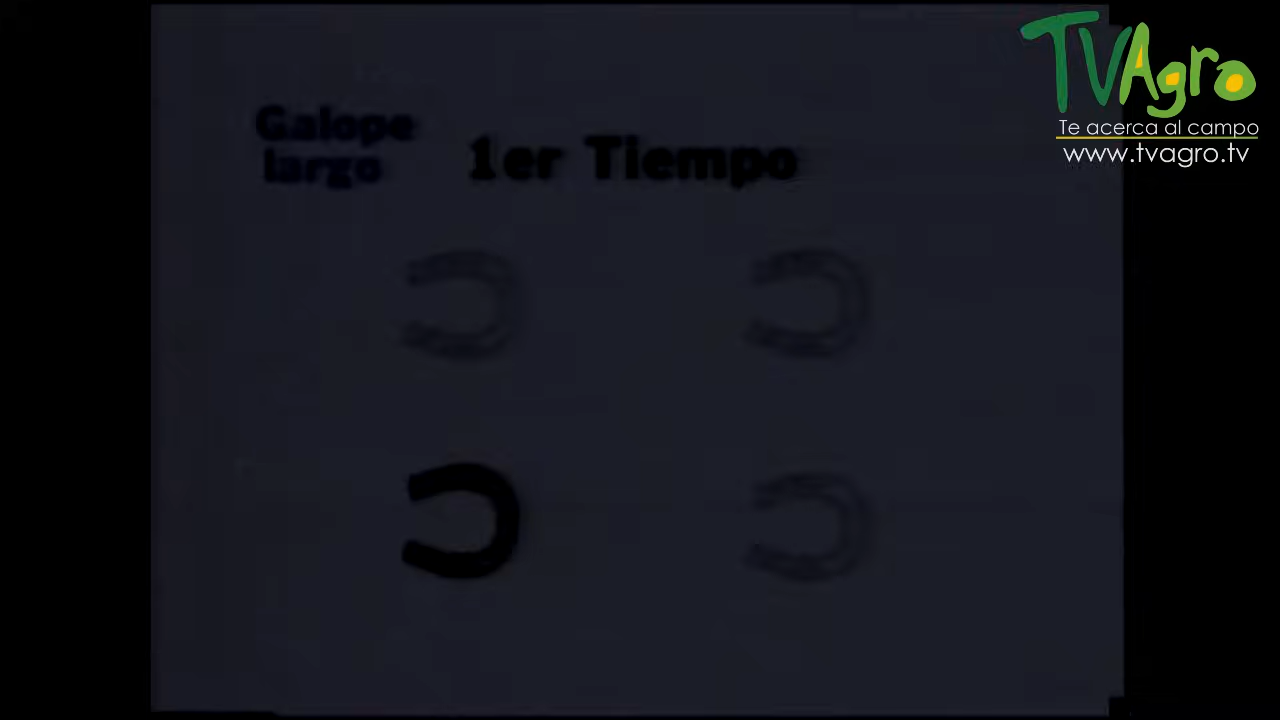 Galope
largo
1er Tiempo
TVAgro
Te acerca al campo
www.tvagro.tv